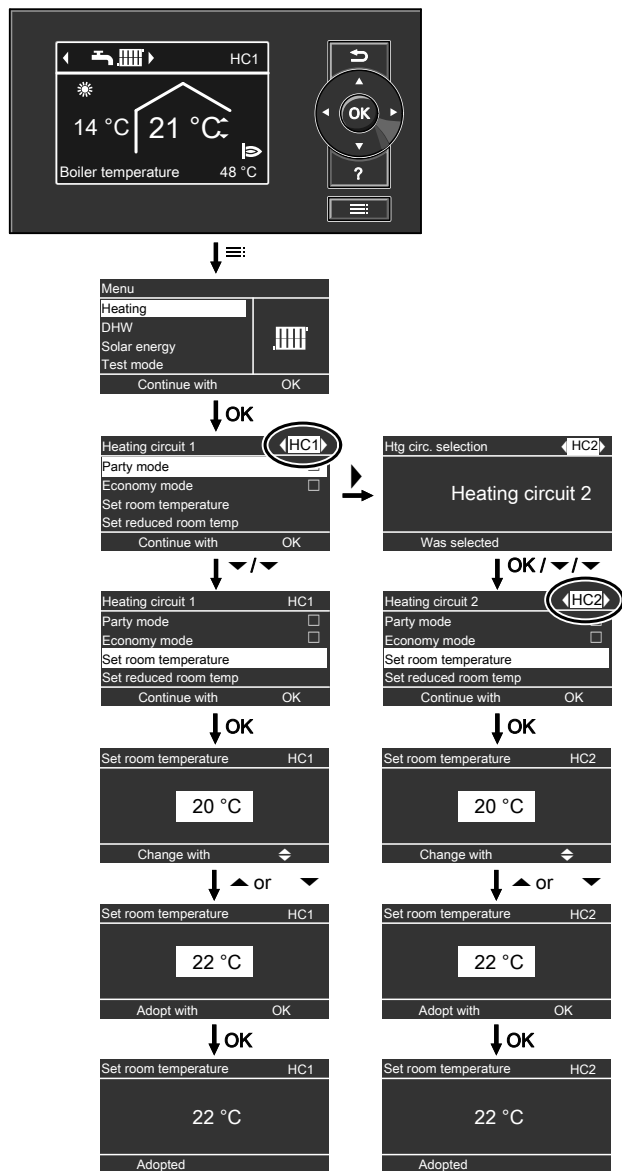 HC1
14 °C 21 °C
Boiler temperature 48 °C
OK
?
Menu
Heating
DHW
Solar energy
Test mode
Continue with OK
OK
Heating circuit 1 HC1
Party mode
Economy mode
Set room temperature
Set reduced room temp
Continue with OK
Htg circ. selection HC2
Heating circuit 2
Was selected
/
OK / /
Heating circuit 1 HC1
Party mode
Economy mode
Set room temperature
Set reduced room temp
Continue with OK
Heating circuit 2 HC2
Party mode
Economy mode
Set room temperature
Set reduced room temp
Continue with OK
OK
OK
Set room temperature HC1
20 °C
Change with
Set room temperature HC2
20 °C
Change with
or
or
Set room temperature HC1
22 °C
Adopt with OK
Set room temperature HC2
22 °C
Adopt with OK
OK
OK
Set room temperature HC1
22 °C
Adopted
Set room temperature HC2
22 °C
Adopted